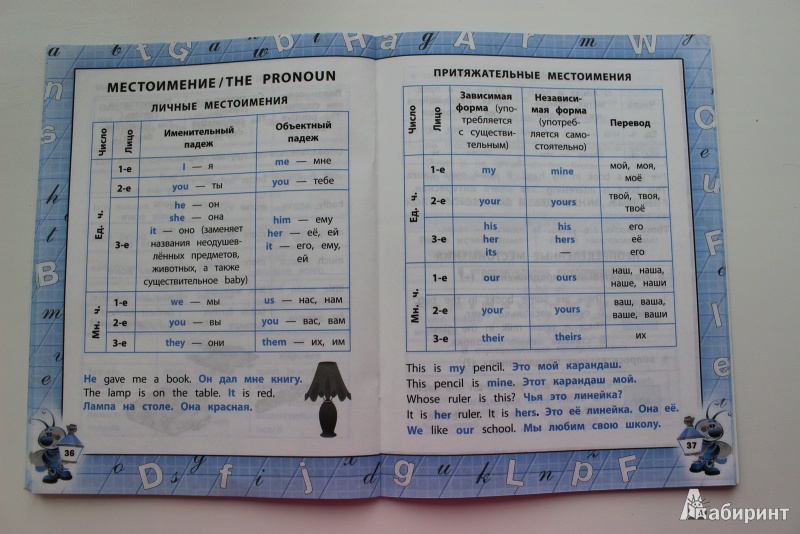 МЕСТОИМЕНИЕ/THE PRONOUN
ЛИЧНЫЕ МЕСТОИМЕНИЯ
Число Лицо Именительный падеж Объектный падеж
Ед. ч.
1-е I — я me — мне
2-е you — ты you — тебе
3-е
he — он
she — она
it — оно (заменяет
названия неодушев-
лённых предметов,
животных, а также
существительное baby)
him — ему
her — её, ей
it — его, ему,
ей
Мн. ч.
1-е we — мы us — нас, нам
2-е you — вы you — вас, вам
3-е they — они them — их, им
He gave me a book. Он дал мне книгу.
The lamp is on the table. It is red.
Лампа на столе. Она красная.
36
ПРИТЯЖАТЕЛЬНЫЕ МЕСТОИМЕНИЯ
Число Лицо
Зависимая
форма (упо-
требляется
с существи-
тельным)
Независи-
мая форма
(употреб-
ляется само-
стоятельно)
Перевод
Ед. ч.
1-е my mine мой, моя,
моё
2-е your yours твой, твоя,
твоё
3-е
his his его
her hers её
its — его
Мн. ч.
1-е our ours наш, наша,
наше, наши
2-е your yours ваш, ваша,
ваше, ваши
3-е their theirs их
This is my pencil. Это мой карандаш.
This pencil is mine. Этот карандаш мой.
Whose ruler is this? Чья это линейка?
It is her ruler. It is hers. Это её линейка. Она её.
We like our school. Мы любим свою школу.
37
Лабиринт